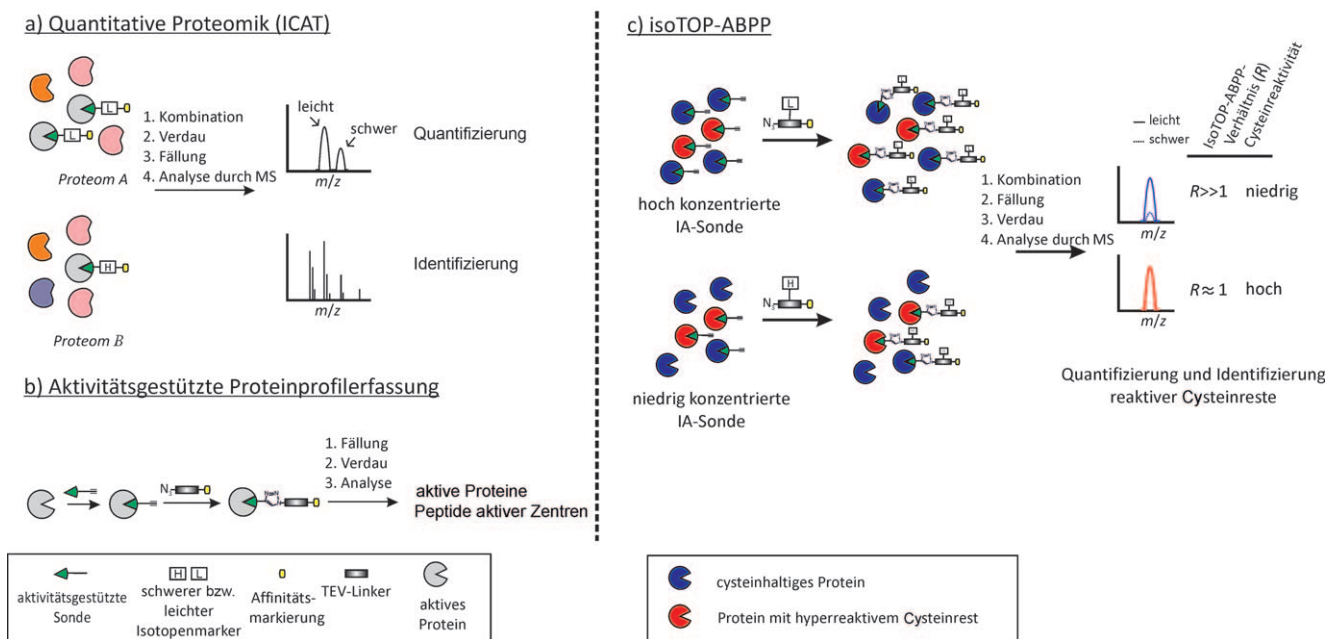 a) Quantitative Proteomik (ICAT)
L
L
Proteom A
1. Kombination
2. Verdau
3. Fällung
4. Analyse durch MS
leicht
schwer
m/z
Quantifizierung
H
Proteom B
m/z
Identifizierung
b) Aktivitätsgestützte Proteinprofilerfassung
N3
1. Fällung
2. Verdau
3. Analyse
aktive Proteine
Peptide aktiver Zentren
aktivitätsgestützte
Sonde
H L
schwerer bzw.
leichter
Isotopenmarker
Affinitäts-
markierung
TEV-Linker
aktives
Protein
c) isoTOP-ABPP
L
N3
hoch konzentrierte
IA-Sonde
H
N3
niedrig konzentrierte
IA-Sonde
1. Kombination
2. Fällung
3. Verdau
4. Analyse durch MS
leicht
schwer
IsoTOP-ABPP-
Verhältnis (R)
Cysteinreaktivität
m/z
R>>1 niedrig
m/z
R≈ 1 hoch
Quantifizierung und Identifizierung
reaktiver Cysteinreste
cysteinhaltiges Protein
Protein mit hyperreaktivem Cysteinrest